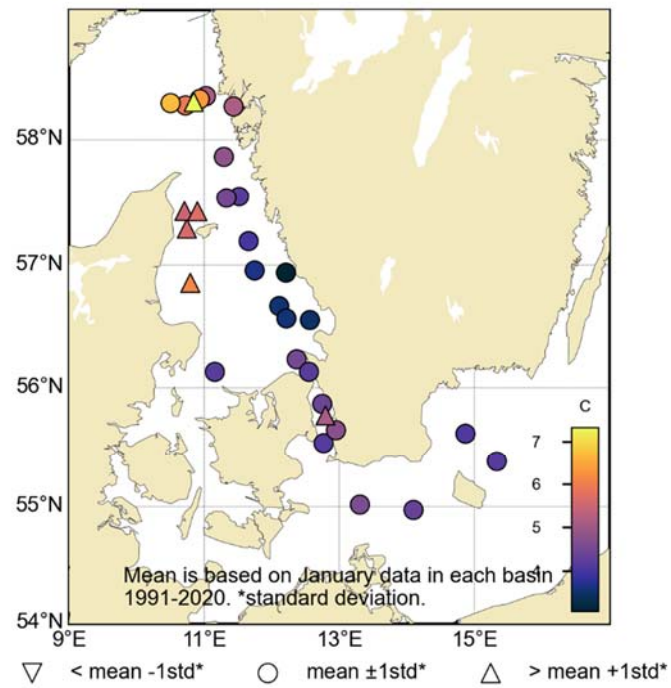 58°N
57°N
56°N
C
7
6
55°N
5
4
Mean is based on January data in each basin
1991-2020. *standard deviation.
54°N
9°E 11°E 13°E 15°E
< mean -1std* mean ±1std* > mean +1std*